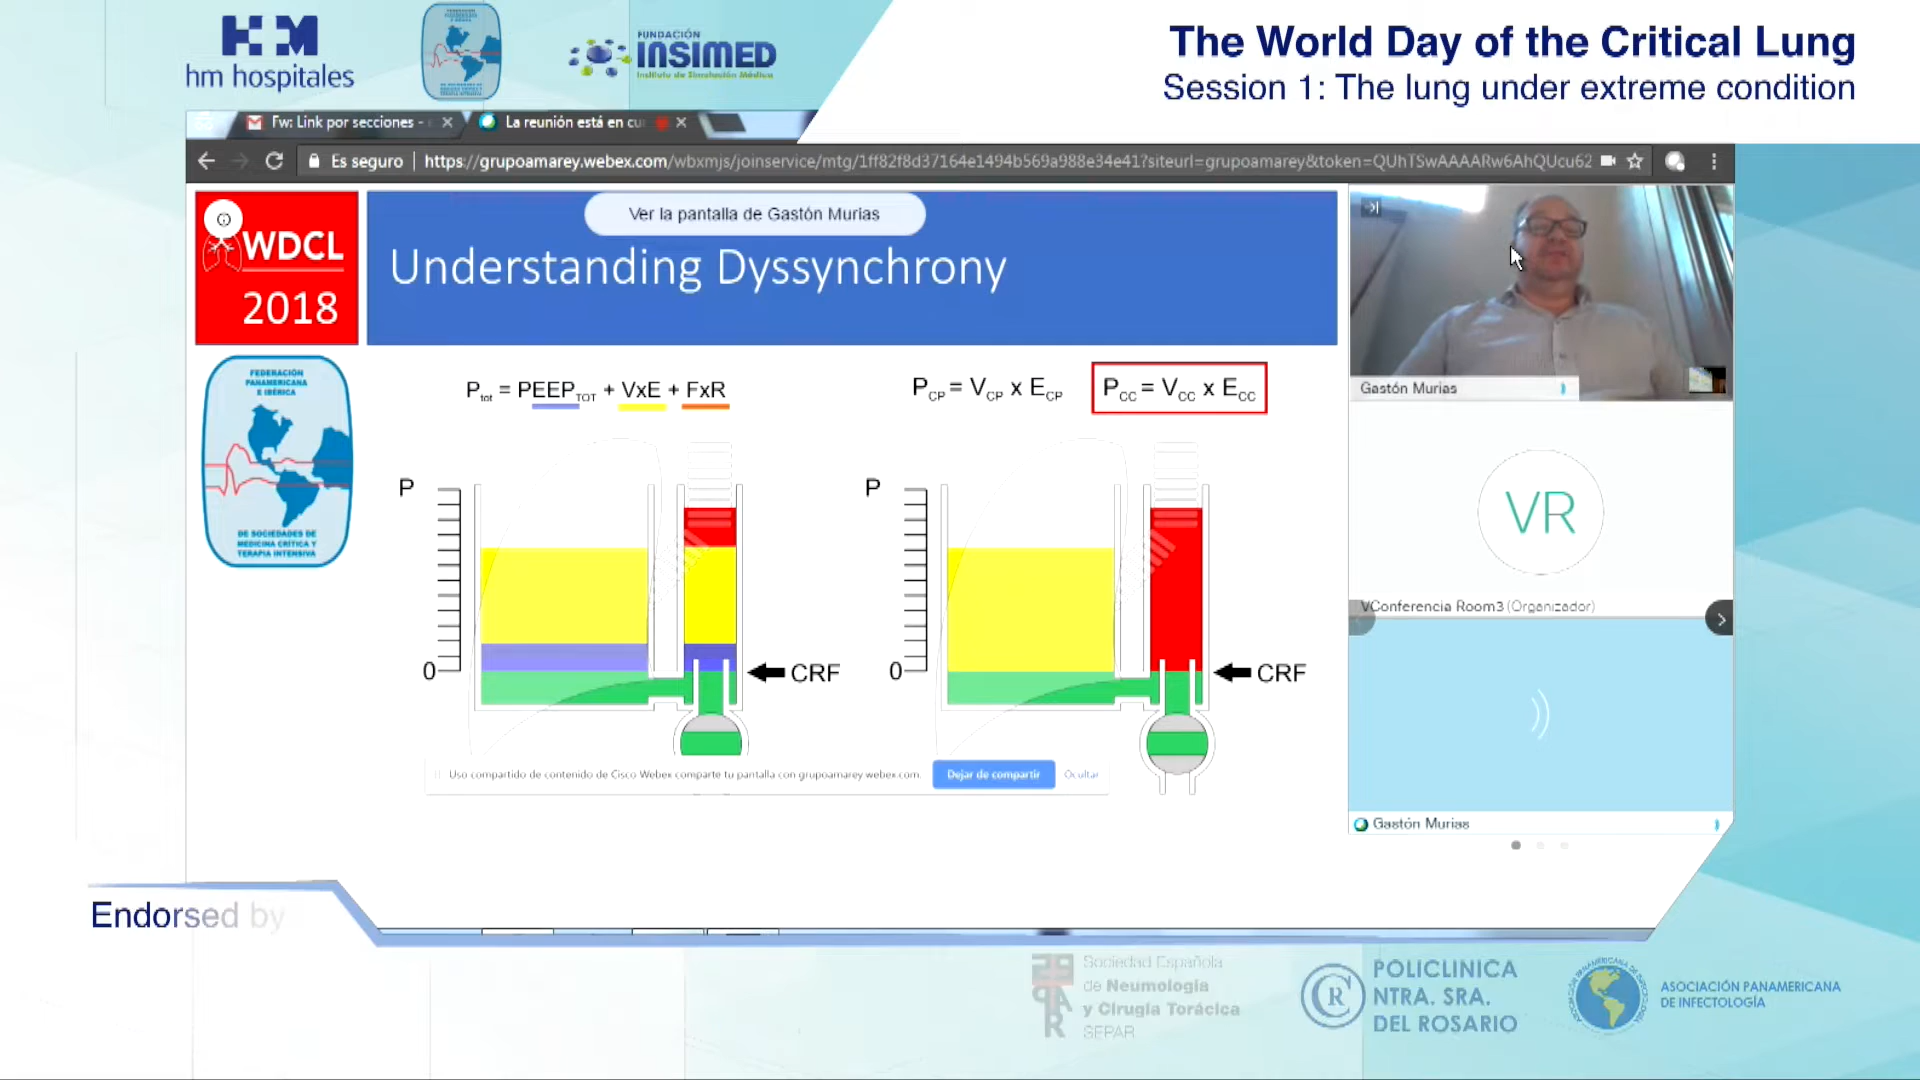 hm hospitales
FUNDACIÓN
INSIMED
Instituto de Simulación Médica
The World Day of the Critical Lung
Session 1: The lung under extreme condition
Fw: Link por secciones -
La reunión está en cu
Es seguro
https://grupoamarey.webex.com/wbxmjs/joinservice/mtg/1ff82f8d37164e1494b569a988e34e41?siteurl=grupoamarey&token=QUhTSwAAAARw6AhQUcu62
WDCL
2018
Ver la pantalla de Gastón Murias
Understanding Dyssynchrony
FEDERACIÓN
PANAMERICANA
E IBÉRICA
DE SOCIEDADES DE
MEDICINA CRÍTICA Y
TERAPIA INTENSIVA
Ptot = PEEPTOT + VxE + FxR
PCP = VCP x ECP
PCC = VCC x ECC
P
0
CRF
P
0
CRF
Uso compartido de contenido de Cisco Webex comparte tu pantalla con grupoamarey.webex.com.
Dejar de compartir
Ocultar
Gastón Murias
VR
VConferencia Room3 (Organizador)
Gastón Murias
Endorsed by
Sociedad Española
de Neumología
y Cirugía Torácica
SEPAR
POLICLINICA
NTRA. SRA.
DEL ROSARIO
ASOCIACIÓN PANAMERICANA
DE INFECTOLOGÍA